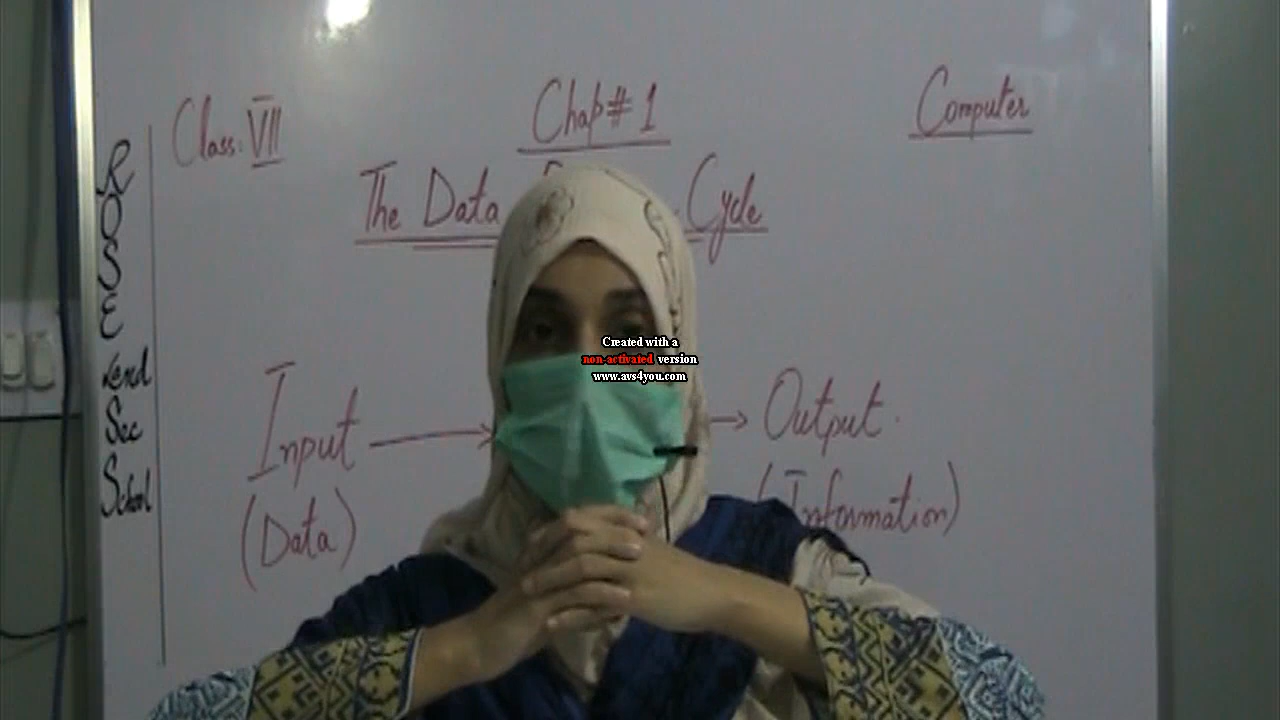 Class: VII
Chap # 1
Computer
The Data Cycle
ROSE
Lend
Sec
School
Input
Output.
(Data)
(Information)
Created with a
non-activated version
www.avs4you.com